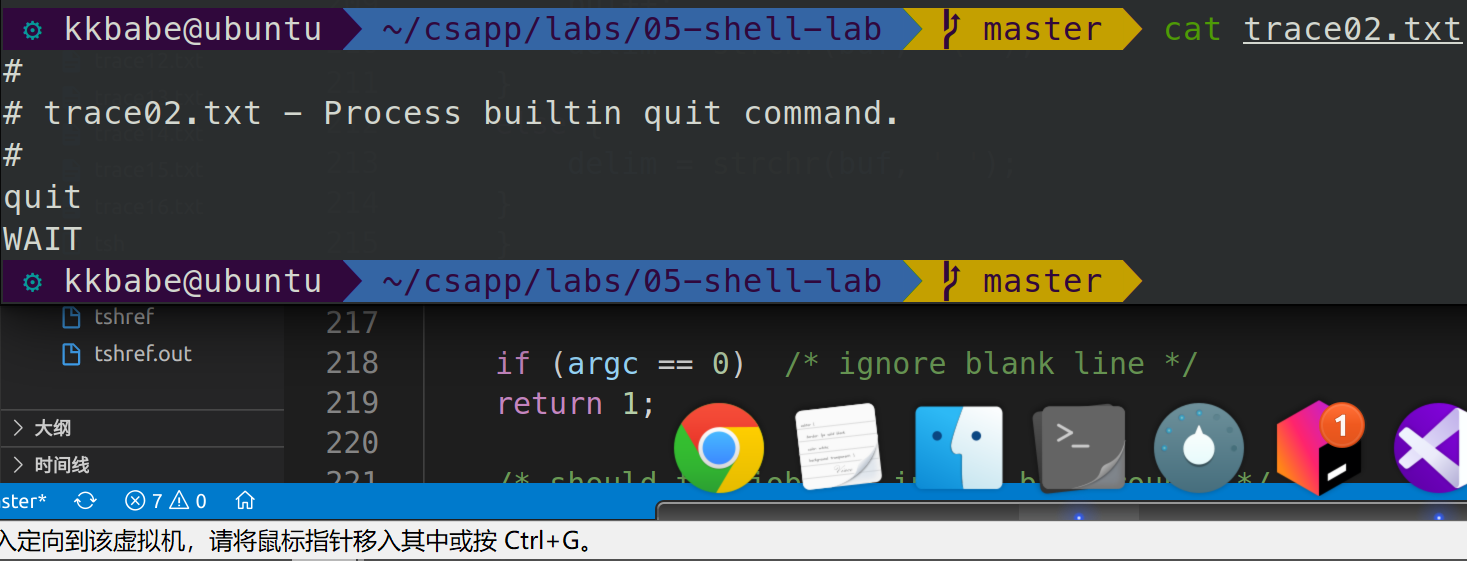 kkbabe@ubuntu ~/csapp/labs/05-shell-lab master cat trace02.txt
#
# trace02.txt - Process builtin quit command.
#
quit
WAIT
kkbabe@ubuntu ~/csapp/labs/05-shell-lab master
tshref
tshref.out
大纲
时间线
217
218 if (argc == 0) /* ignore blank line */
219 return 1;
220
221
1
ster* 7 0
入定向到该虚拟机，请将鼠标指针移入其中或按 Ctrl+G。